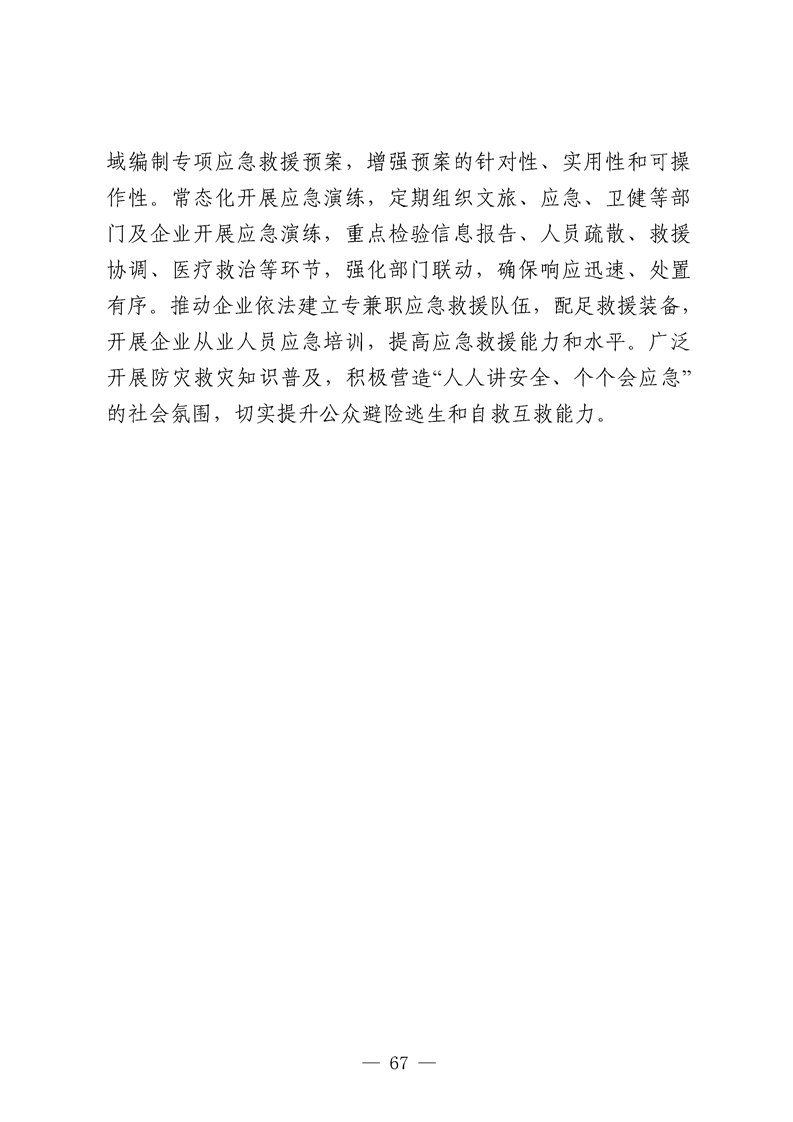 域编制专项应急救援预案，增强预案的针对性、实用性和可操
作性。常态化开展应急演练，定期组织文旅、应急、卫健等部
门及企业开展应急演练，重点检验信息报告、人员疏散、救援
协调、医疗救治等环节，强化部门联动，确保响应迅速、处置
有序。推动企业依法建立专兼职应急救援队伍，配足救援装备，
开展企业从业人员应急培训，提高应急救援能力和水平。广泛
开展防灾救灾知识普及，积极营造“人人讲安全、个个会应急”
的社会氛围，切实提升公众避险逃生和自救互救能力。
— 67 —